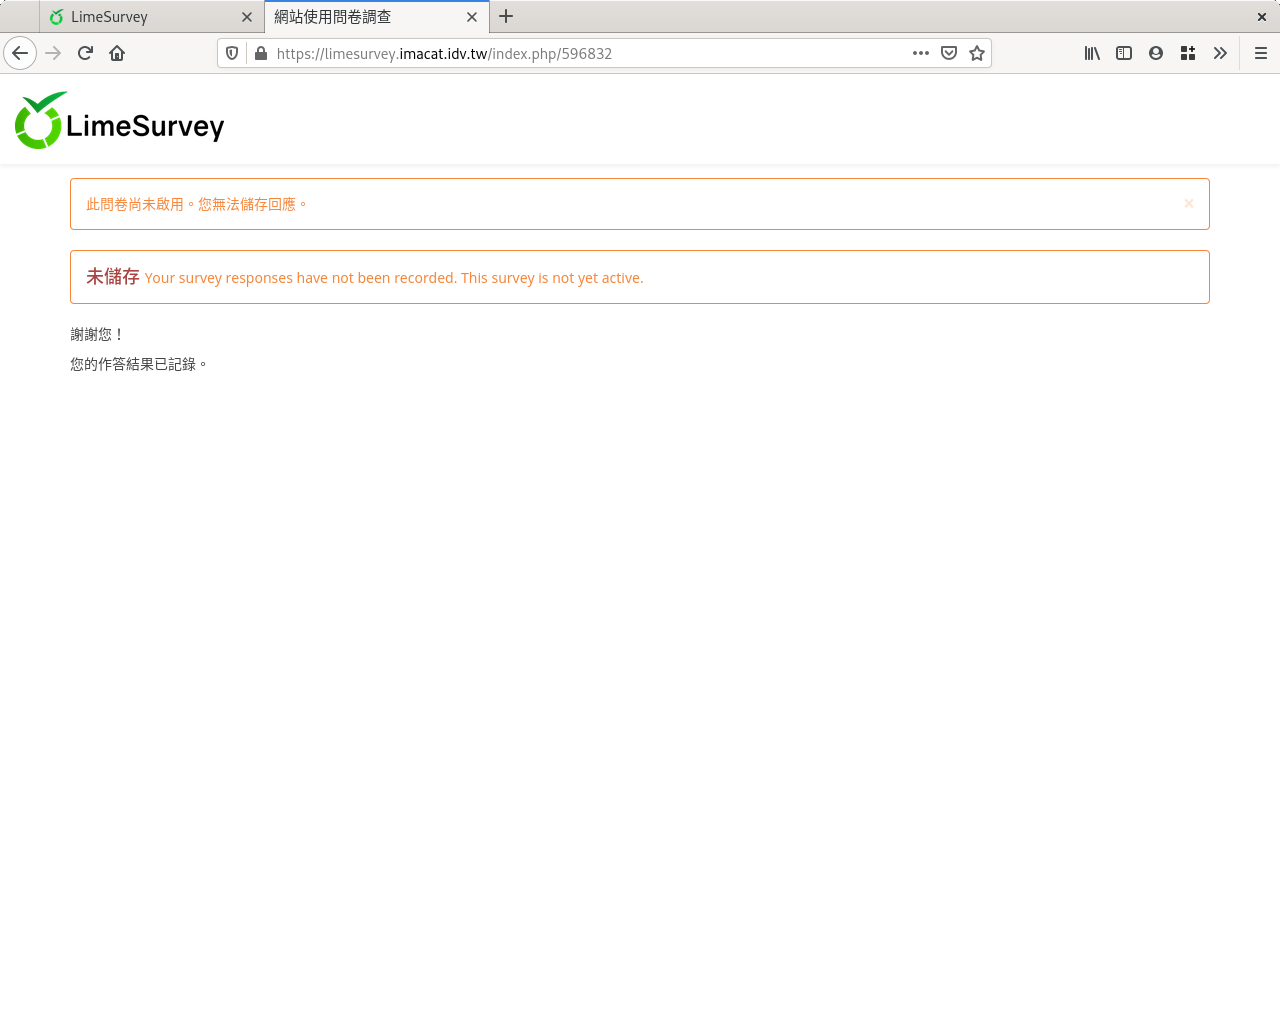 LimeSurvey
網站使用問卷調查
https://limesurvey.imacat.idv.tw/index.php/596832
LimeSurvey
此問卷尚未啟用。您無法儲存回應。
未儲存 Your survey responses have not been recorded. This survey is not yet active.
謝謝您！
您的作答結果已記錄。